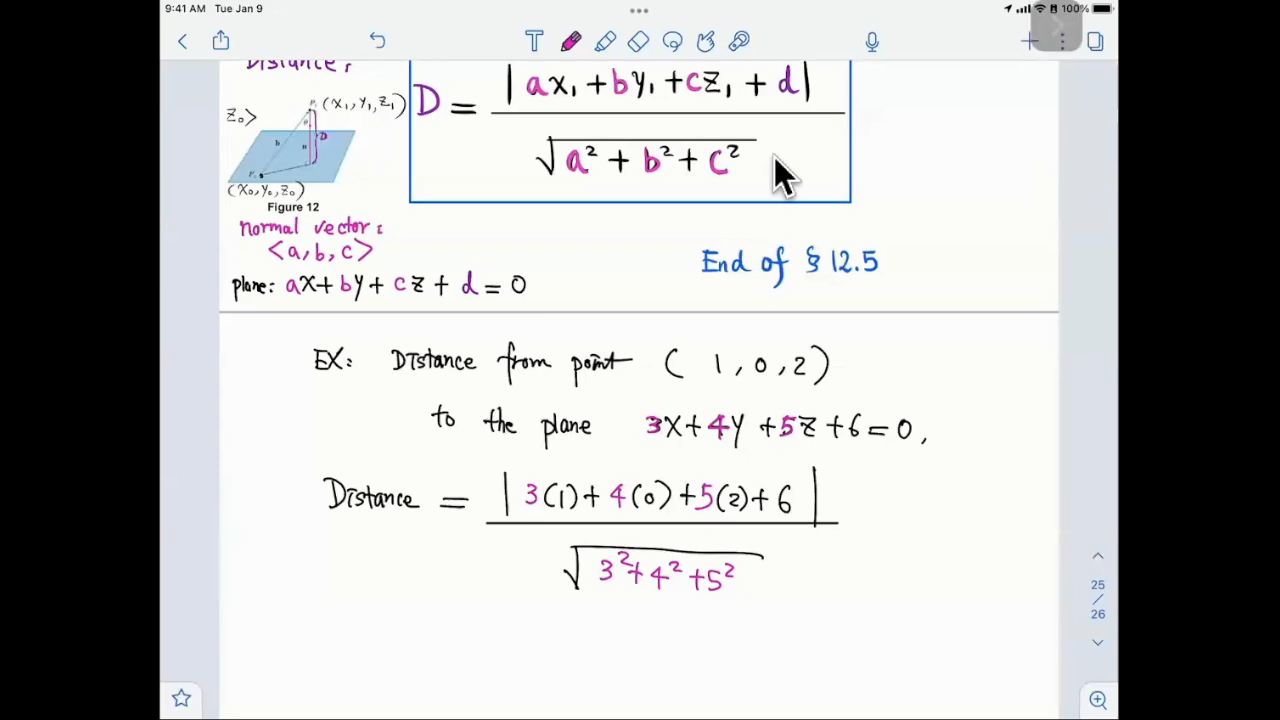 9:41 AM Tue Jan 9
100%
Distance:
D = |ax₁ + by₁ + cz₁ + d|
√a² + b² + c²
z₀>
(x₁, y₁, z₁)
D
b
n
P₀
(x₀, y₀, z₀)
Figure 12
normal vector:
<a, b, c>
plane: ax + by + cz + d = 0
End of § 12.5
EX: Distance from point (1, 0, 2)
to the plane 3x + 4y + 5z + 6 = 0,
Distance = |3(1) + 4(0) + 5(2) + 6|
√3² + 4² + 5²
25
/
26